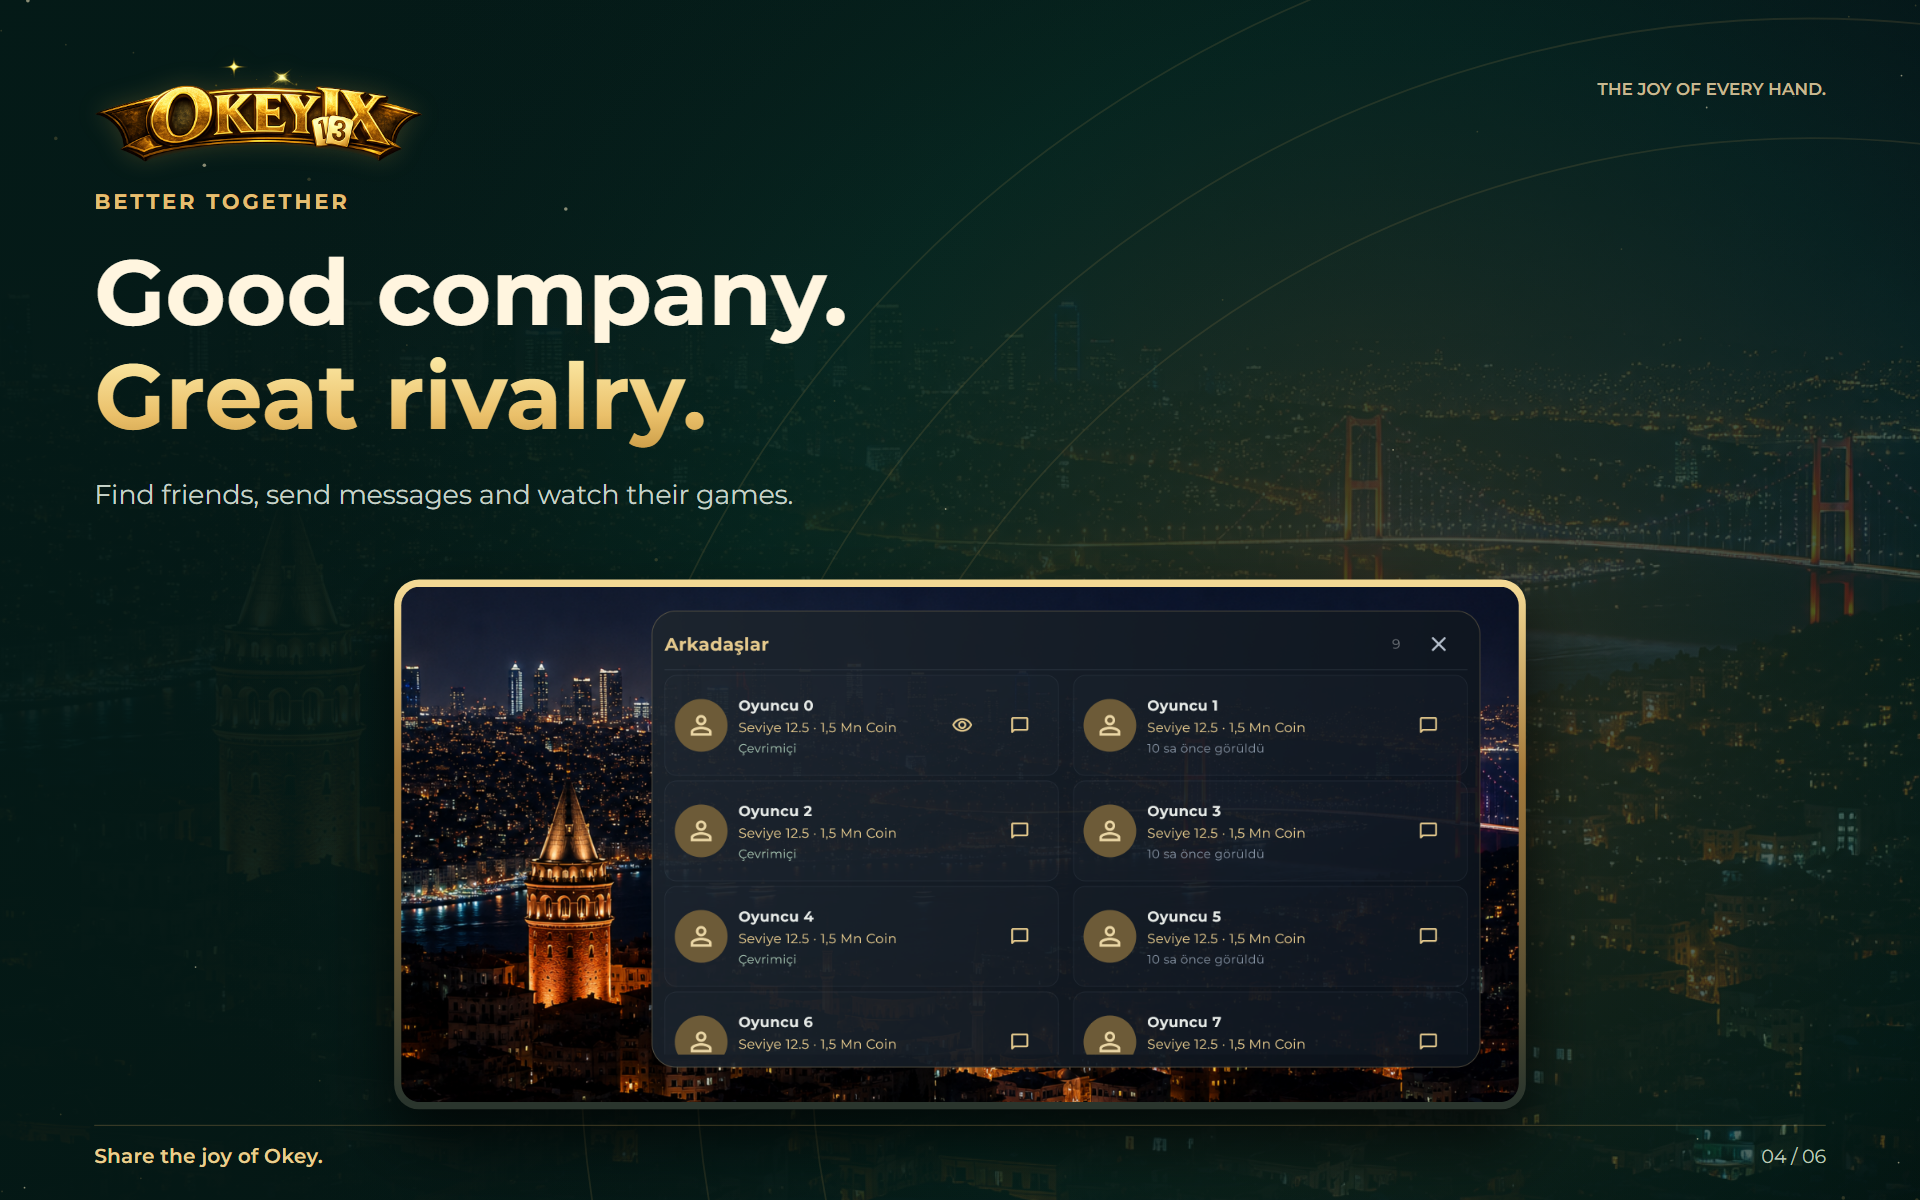 OKEYIX
13
THE JOY OF EVERY HAND.
BETTER TOGETHER
Good company.
Great rivalry.
Find friends, send messages and watch their games.
Arkadaşlar
9
Oyuncu 0
Seviye 12.5 · 1,5 Mn Coin
Çevrimiçi
Oyuncu 1
Seviye 12.5 · 1,5 Mn Coin
10 sa önce görüldü
Oyuncu 2
Seviye 12.5 · 1,5 Mn Coin
Çevrimiçi
Oyuncu 3
Seviye 12.5 · 1,5 Mn Coin
10 sa önce görüldü
Oyuncu 4
Seviye 12.5 · 1,5 Mn Coin
Çevrimiçi
Oyuncu 5
Seviye 12.5 · 1,5 Mn Coin
10 sa önce görüldü
Oyuncu 6
Seviye 12.5 · 1,5 Mn Coin
Oyuncu 7
Seviye 12.5 · 1,5 Mn Coin
Share the joy of Okey.
04 / 06